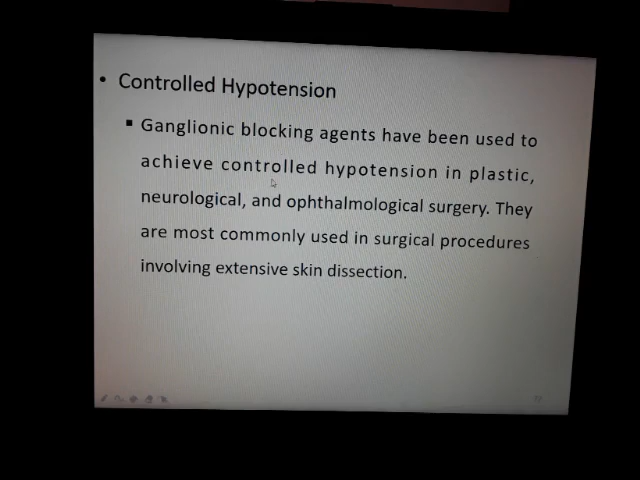 • Controlled Hypotension
▪ Ganglionic blocking agents have been used to
achieve controlled hypotension in plastic,
neurological, and ophthalmological surgery. They
are most commonly used in surgical procedures
involving extensive skin dissection.